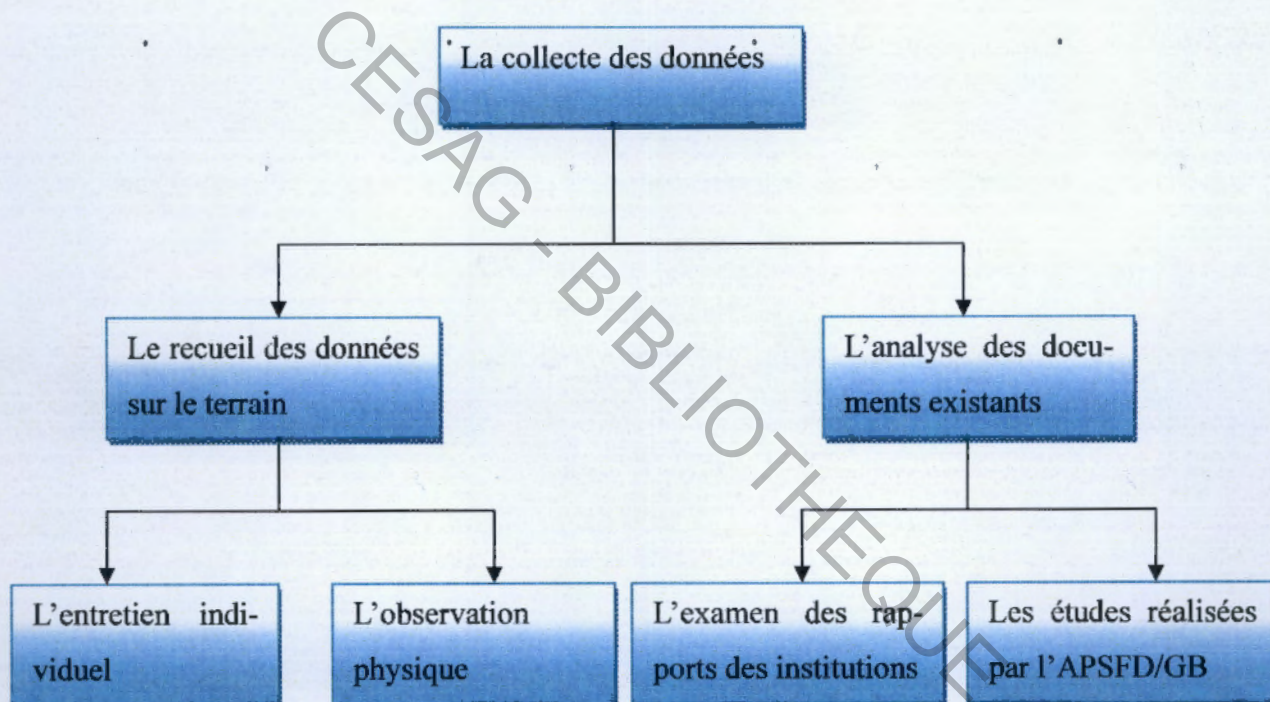 La collecte des données
Le recueil des données
sur le terrain
L'analyse des docu-
ments existants
L'entretien indi-
viduel
L'observation
physique
L'examen des rap-
ports des institutions
Les études réalisées
par l'APSFD/GB
CESAG - BIBLIOTHEQUE